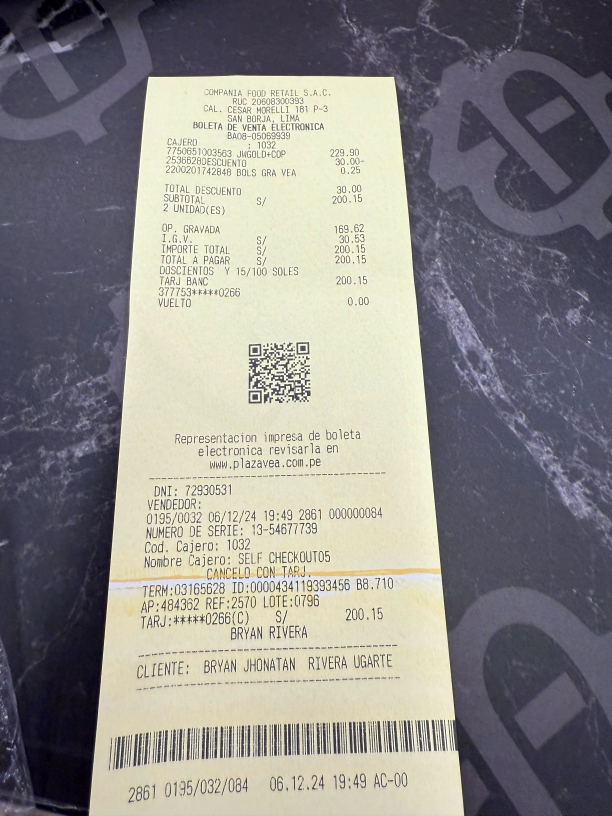 COMPANIA FOOD RETAIL S.A.C.
RUC 20608300393
CAL. CESAR MORELLI 181 P-3
SAN BORJA, LIMA
BOLETA DE VENTA ELECTRONICA
BA08-05069939
CAJERO : 1032
7750651003563 JWGOLD+COP 229.90
2536628DESCUENTO 30.00-
2200201742848 BOLS GRA VEA 0.25
TOTAL DESCUENTO 30.00
SUBTOTAL S/ 200.15
2 UNIDAD(ES)
OP. GRAVADA 169.62
I.G.V. S/ 30.53
IMPORTE TOTAL S/ 200.15
TOTAL A PAGAR S/ 200.15
DOSCIENTOS Y 15/100 SOLES
TARJ BANC 200.15
377753*****0266
VUELTO 0.00
Representacion impresa de boleta
electronica revisarla en
www.plazavea.com.pe
DNI: 72930531
VENDEDOR:
0195/0032 06/12/24 19:49 2861 000000084
NUMERO DE SERIE: 13-54677739
Cod. Cajero: 1032
Nombre Cajero: SELF CHECKOUT05
CANCELO CON TARJ.
TERM:03165628 ID:0000434119393456 B8.710
AP:484362 REF:2570 LOTE:0796
TARJ:*****0266(C) S/ 200.15
BRYAN RIVERA
CLIENTE: BRYAN JHONATAN RIVERA UGARTE
2861 0195/032/084 06.12.24 19:49 AC-00